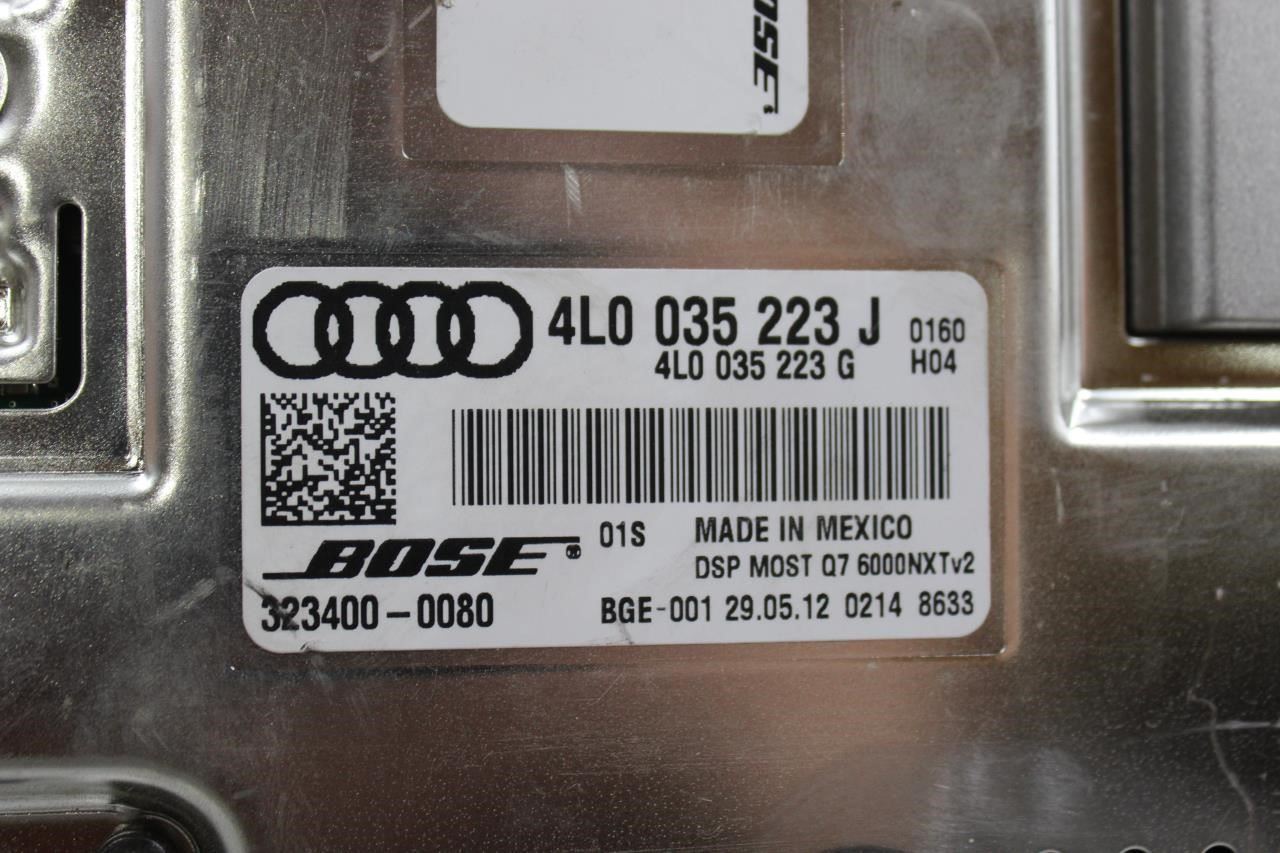 BOSE
4L0 035 223 J 0160
4L0 035 223 G H04
BOSE 01S MADE IN MEXICO
DSP MOST Q7 6000NXTv2
323400-0080 BGE-001 29.05.12 0214 8633